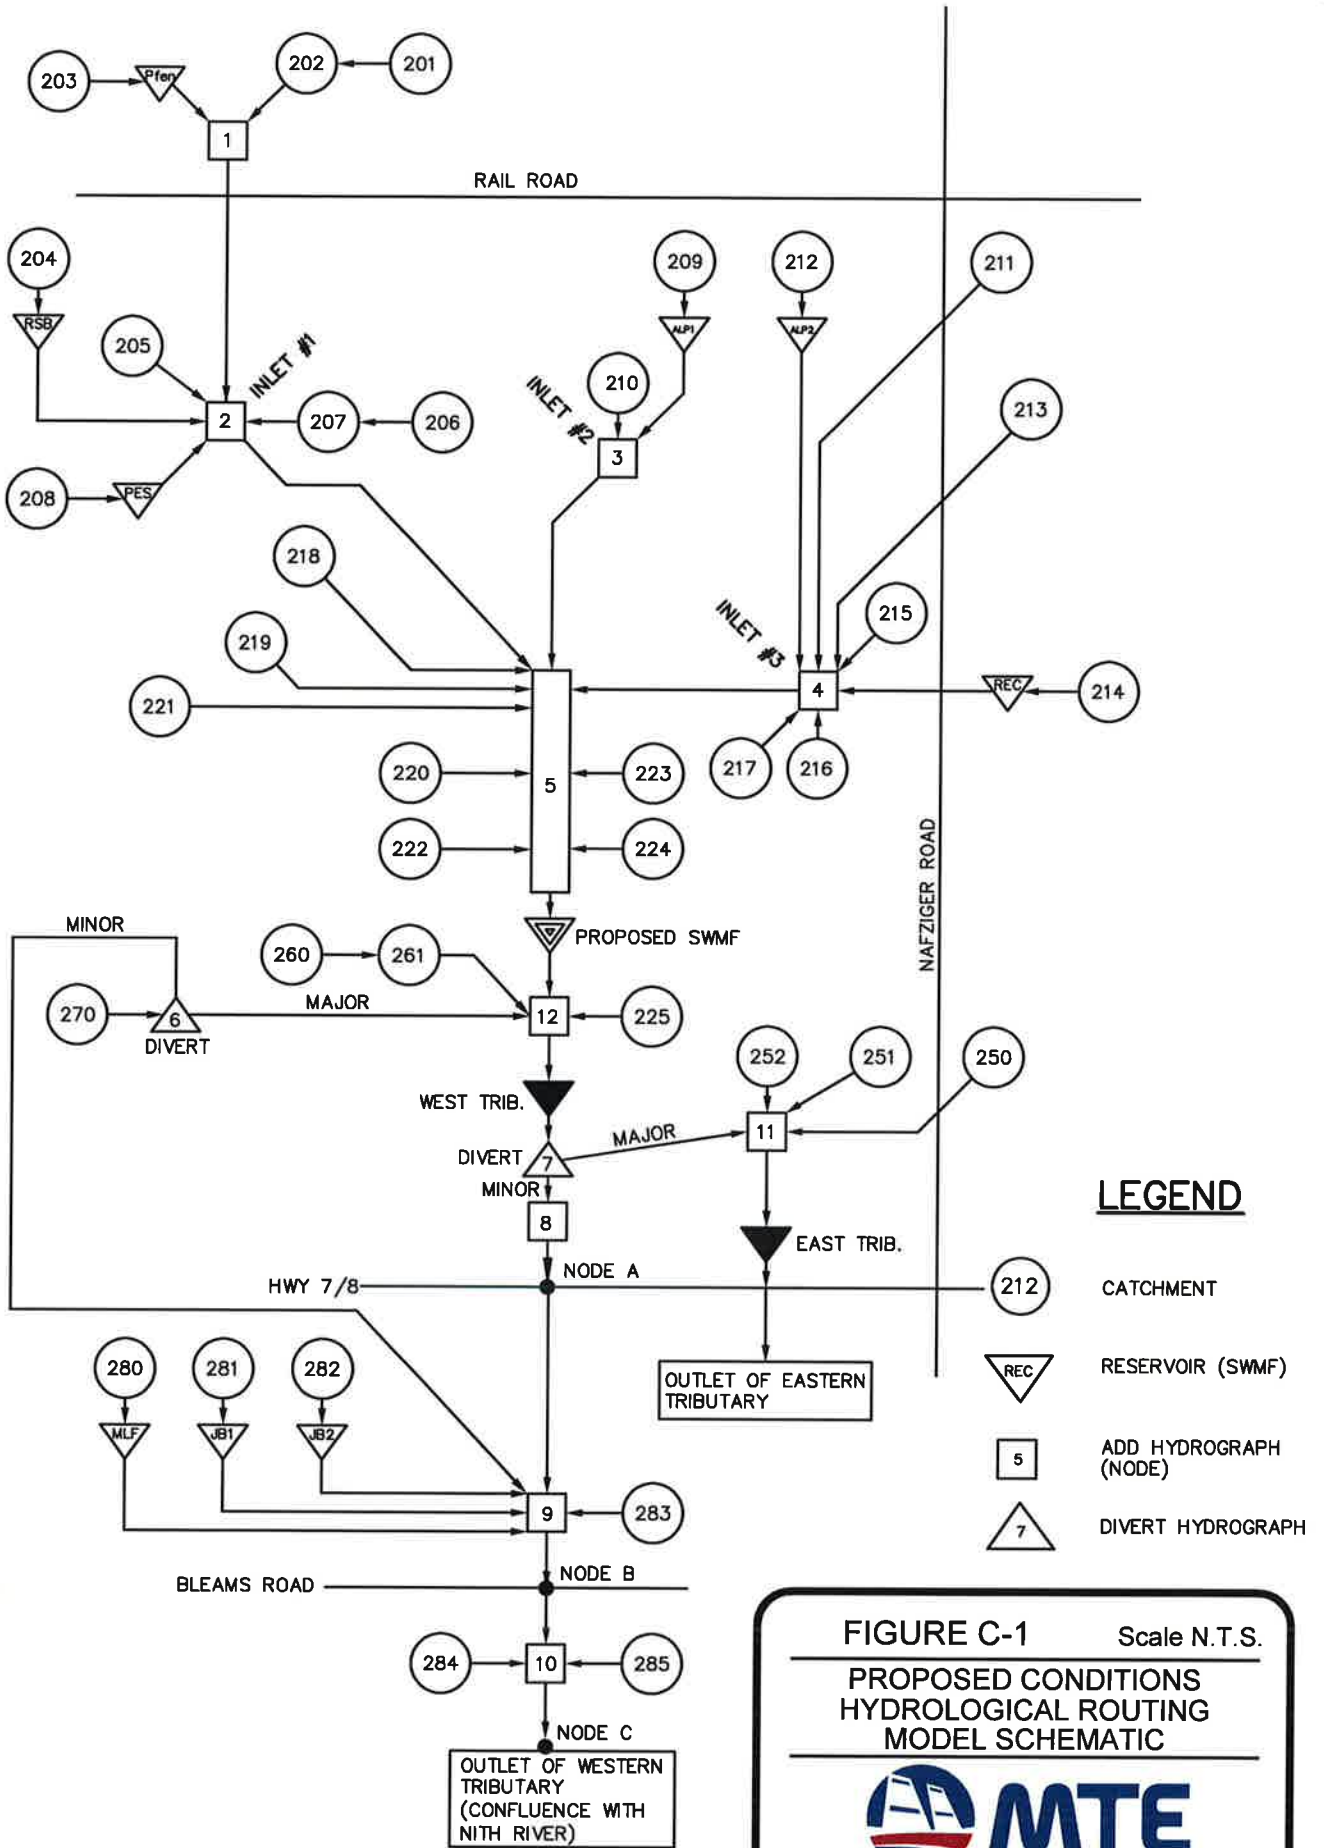 203
Pfen
202
201
1
RAIL ROAD
204
RSB
205
INLET #1
2
207
206
208
PES
209
ALP1
210
INLET #2
3
212
ALP2
211
213
215
INLET #3
4
REC
214
217
216
218
219
221
220
5
223
222
224
NAFZIGER ROAD
PROPOSED SWMF
MINOR
260
261
270
6
DIVERT
MAJOR
12
225
WEST TRIB.
252
251
250
DIVERT
7
MAJOR
11
MINOR
8
EAST TRIB.
NODE A
HWY 7/8
OUTLET OF EASTERN
TRIBUTARY
280
281
282
MLF
JB1
JB2
9
283
BLEAMS ROAD
NODE B
284
10
285
NODE C
OUTLET OF WESTERN
TRIBUTARY
(CONFLUENCE WITH
NITH RIVER)
LEGEND
212
CATCHMENT
REC
RESERVOIR (SWMF)
5
ADD HYDROGRAPH
(NODE)
7
DIVERT HYDROGRAPH
FIGURE C-1
Scale N.T.S.
PROPOSED CONDITIONS
HYDROLOGICAL ROUTING
MODEL SCHEMATIC
MTE